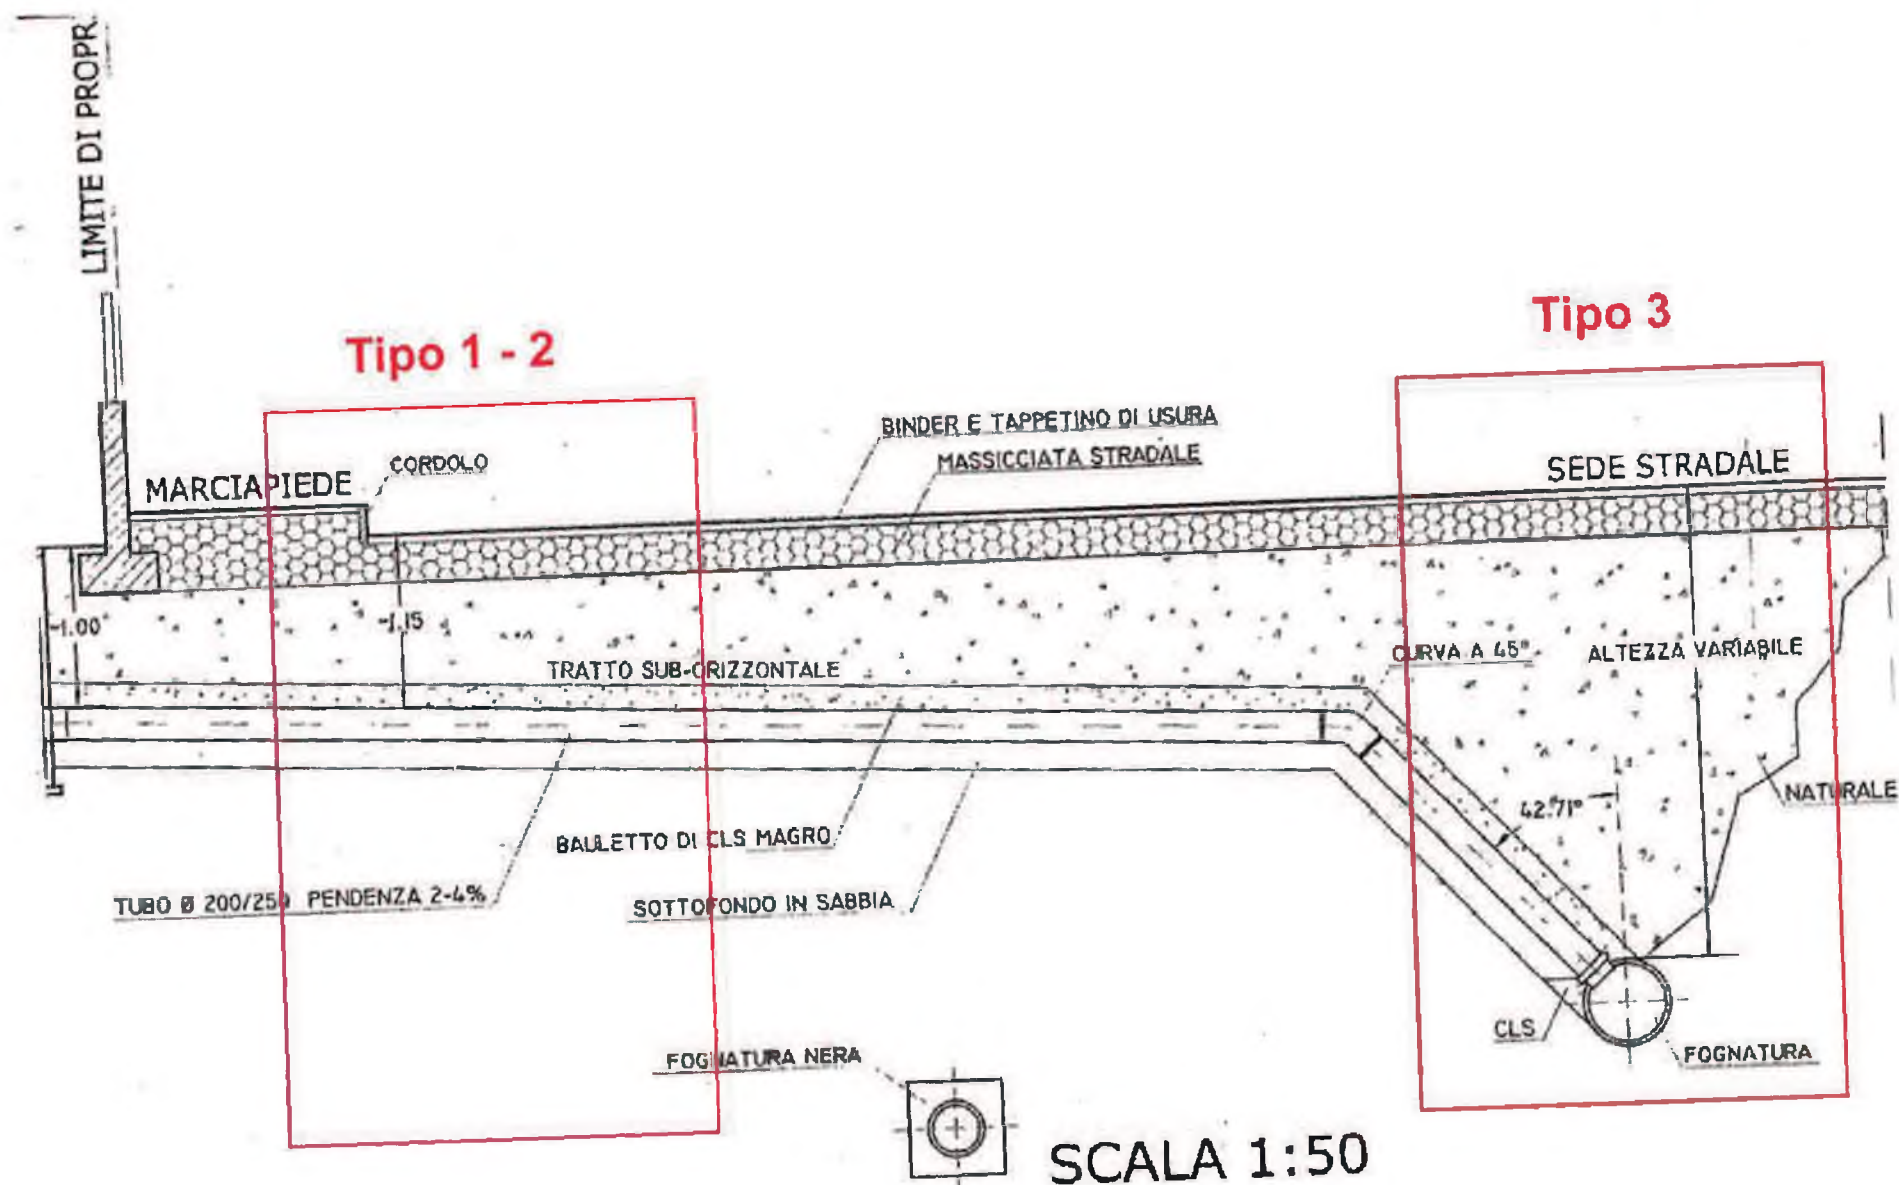 LIMITE DI PROPR.
Tipo 1 - 2
Tipo 3
BINDER E TAPPETINO DI USURA
MASSICCIATA STRADALE
CORDOLO
MARCIAPIEDE
SEDE STRADALE
-1.00
-1.15
TRATTO SUB-ORIZZONTALE
CURVA A 45°
ALTEZZA VARIABILE
42.71°
NATURALE
BAULETTO DI CLS MAGRO
TUBO Ø 200/250 PENDENZA 2-4%
SOTTOFONDO IN SABBIA
CLS
FOGNATURA
FOGNATURA NERA
SCALA 1:50